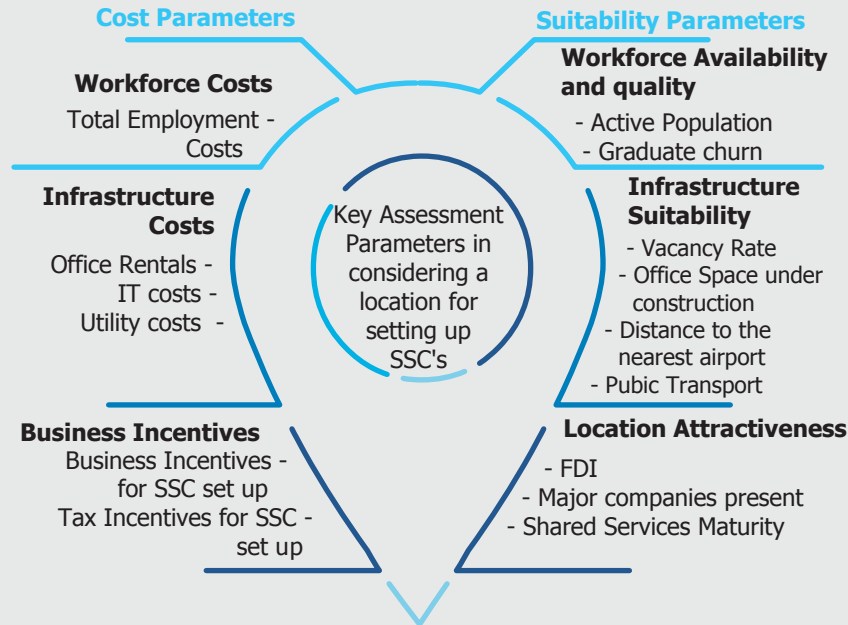 Cost Parameters
Workforce Costs
Total Employment -
Costs
Infrastructure
Costs
Office Rentals -
IT costs -
Utility costs -
Business Incentives
Business Incentives -
for SSC set up
Tax Incentives for SSC -
set up
Key Assessment
Parameters in
considering a
location for
setting up
SSC's
Suitability Parameters
Workforce Availability
and quality
- Active Population
- Graduate churn
Infrastructure
Suitability
- Vacancy Rate
- Office Space under
construction
- Distance to the
nearest airport
- Pubic Transport
Location Attractiveness
- FDI
- Major companies present
- Shared Services Maturity